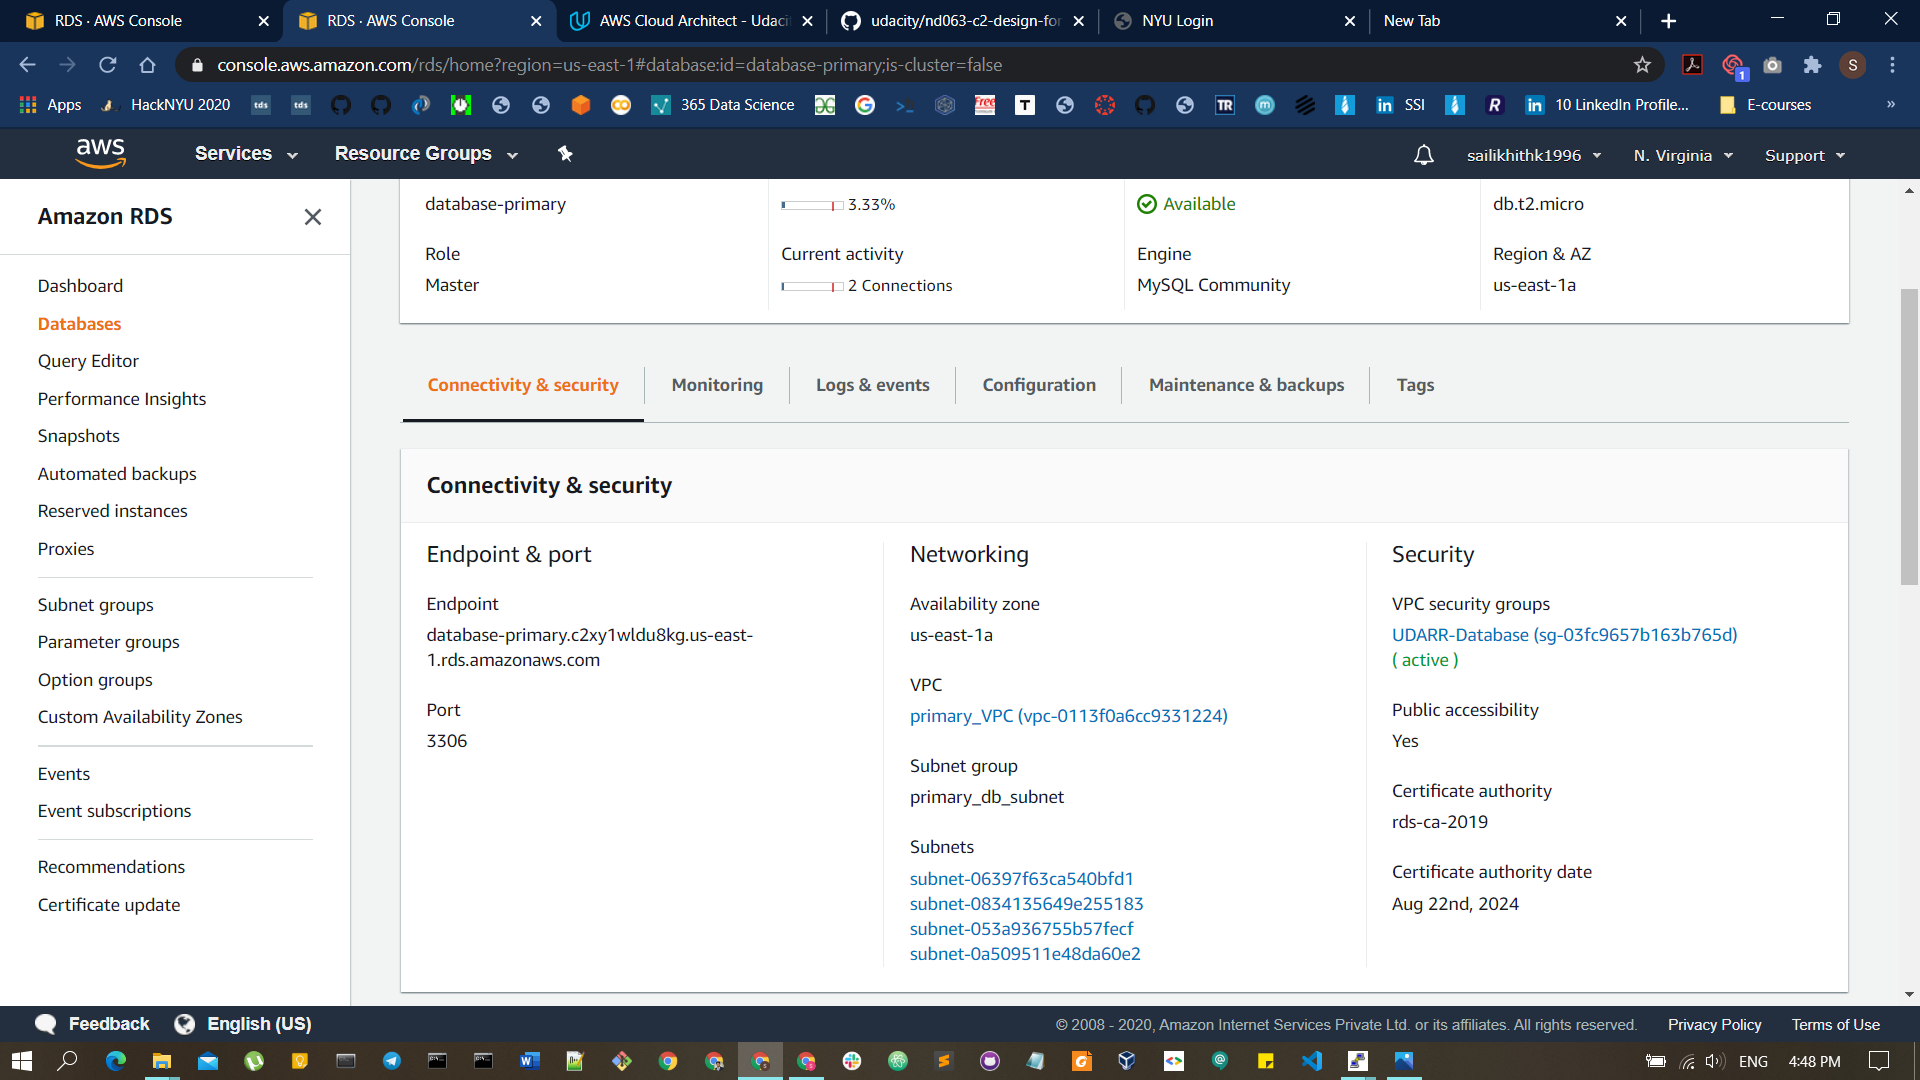 RDS · AWS Console
RDS · AWS Console
AWS Cloud Architect - Udaci
udacity/nd063-c2-design-for
NYU Login
New Tab
console.aws.amazon.com/rds/home?region=us-east-1#database:id=database-primary;is-cluster=false
1
S
Apps
HackNYU 2020
tds
tds
365 Data Science
Free
T
TR
m
in SSI
R
in 10 LinkedIn Profile...
E-courses
»
aws
Services
Resource Groups
sailikhithk1996
N. Virginia
Support
Amazon RDS
Dashboard
Databases
Query Editor
Performance Insights
Snapshots
Automated backups
Reserved instances
Proxies
Subnet groups
Parameter groups
Option groups
Custom Availability Zones
Events
Event subscriptions
Recommendations
Certificate update
database-primary
3.33%
Available
db.t2.micro
Role
Current activity
Engine
Region & AZ
Master
2 Connections
MySQL Community
us-east-1a
Connectivity & security
Monitoring
Logs & events
Configuration
Maintenance & backups
Tags
Connectivity & security
Endpoint & port
Endpoint
database-primary.c2xy1wldu8kg.us-east-
1.rds.amazonaws.com
Port
3306
Networking
Availability zone
us-east-1a
VPC
primary_VPC (vpc-0113f0a6cc9331224)
Subnet group
primary_db_subnet
Subnets
subnet-06397f63ca540bfd1
subnet-0834135649e255183
subnet-053a936755b57fecf
subnet-0a509511e48da60e2
Security
VPC security groups
UDARR-Database (sg-03fc9657b163b765d)
( active )
Public accessibility
Yes
Certificate authority
rds-ca-2019
Certificate authority date
Aug 22nd, 2024
Feedback
English (US)
© 2008 - 2020, Amazon Internet Services Private Ltd. or its affiliates. All rights reserved.
Privacy Policy
Terms of Use
ENG
4:48 PM